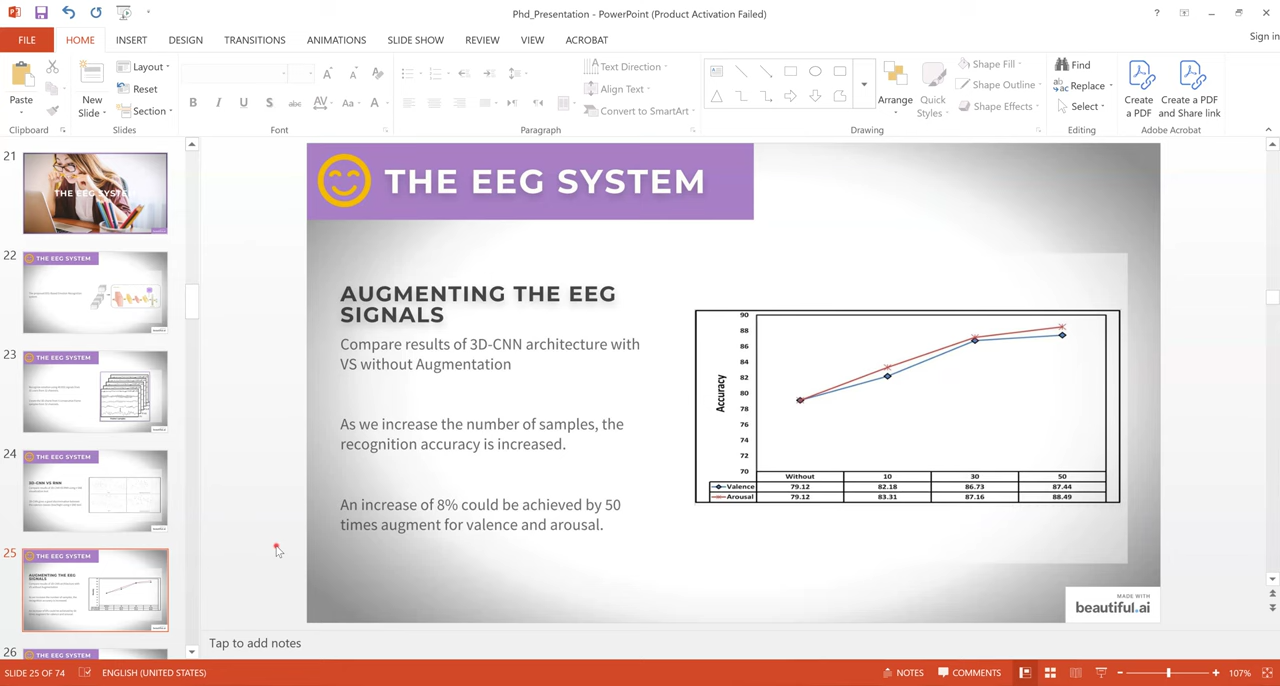 Phd_Presentation - PowerPoint (Product Activation Failed)
Sign in
FILE HOME INSERT DESIGN TRANSITIONS ANIMATIONS SLIDE SHOW REVIEW VIEW ACROBAT
Paste
Clipboard
New Slide
Layout
Reset
Section
Slides
Font
Text Direction
Align Text
Convert to SmartArt
Paragraph
Arrange
Quick Styles
Shape Fill
Shape Outline
Shape Effects
Drawing
Find
Replace
Select
Editing
Create a PDF
Create a PDF and Share link
Adobe Acrobat
21
THE EEG SYSTEM
22
THE EEG SYSTEM
23
THE EEG SYSTEM
24
THE EEG SYSTEM
3D-CNN VS RNN
25
THE EEG SYSTEM
AUGMENTING THE EEG
SIGNALS
26
THE EEG SYSTEM
AUGMENTING THE EEG
SIGNALS
Compare results of 3D-CNN architecture with
VS without Augmentation
As we increase the number of samples, the
recognition accuracy is increased.
An increase of 8% could be achieved by 50
times augment for valence and arousal.
Accuracy
90
88
86
84
82
80
78
76
74
72
70
Without 10 30 50
Valence 79.12 82.18 86.73 87.44
Arousal 79.12 83.31 87.16 88.49
MADE WITH
beautiful.ai
Tap to add notes
SLIDE 25 OF 74 ENGLISH (UNITED STATES) NOTES COMMENTS 107%